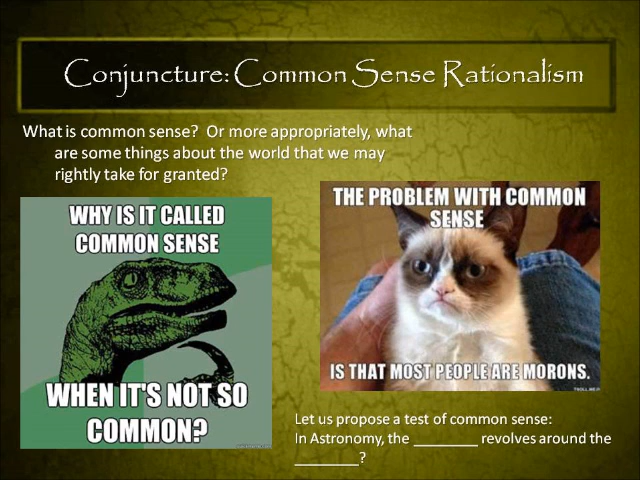 Conjuncture: Common Sense Rationalism
What is common sense?  Or more appropriately, what
are some things about the world that we may
rightly take for granted?
WHY IS IT CALLED
COMMON SENSE
WHEN IT'S NOT SO
COMMON?
THE PROBLEM WITH COMMON
SENSE
IS THAT MOST PEOPLE ARE MORONS.
Let us propose a test of common sense:
In Astronomy, the ________ revolves around the
________?